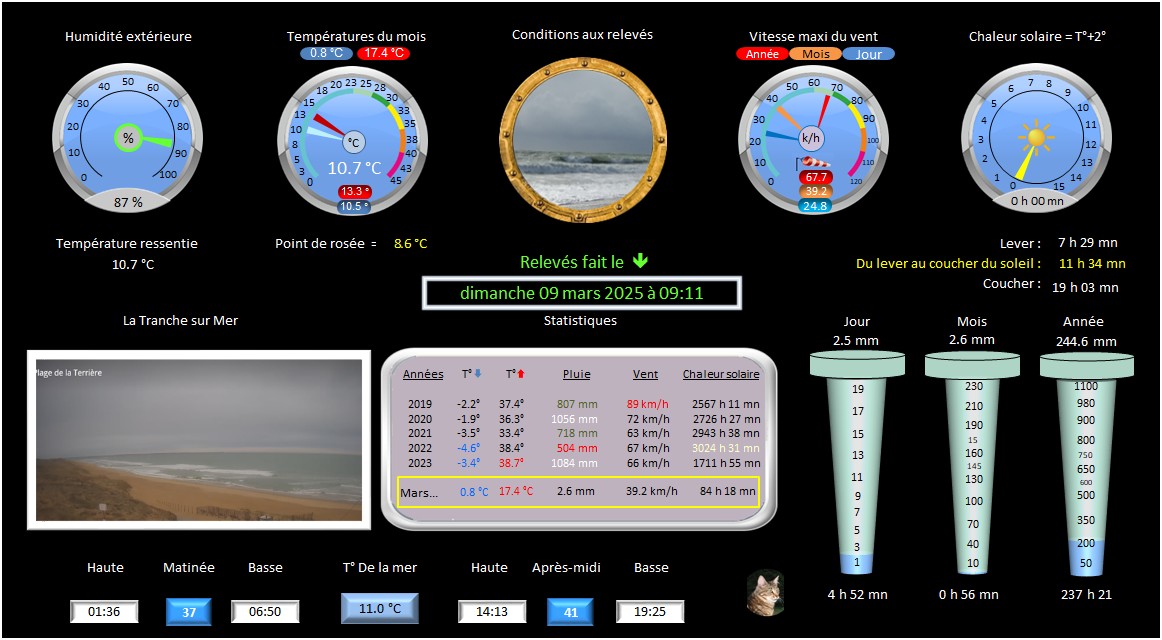 Humidité extérieure
Températures du mois
Conditions aux relevés
Vitesse maxi du vent
Chaleur solaire = T°+2°
0.8 °C 17.4 °C
Année Mois Jour
0 10 20 30 40 50 60 70 80 90 100
%
87 %
0 3 5 8 10 13 15 18 20 23 25 28 30 33 35 38 40 43 45
°C
10.7 °C
13.3 °
10.5 °
0 10 20 30 40 50 60 70 80 90 100 110 120
k/h
67.7
39.2
24.8
0 1 2 3 4 5 6 7 8 9 10 11 12 13 14 15
0 h 00 mn
Température ressentie
10.7 °C
Point de rosée = 8.6 °C
Lever : 7 h 29 mn
Du lever au coucher du soleil : 11 h 34 mn
Coucher : 19 h 03 mn
Relevés fait le
dimanche 09 mars 2025 à 09:11
La Tranche sur Mer
Plage de la Terrière
Statistiques
Années T° T° Pluie Vent Chaleur solaire
2019 -2.2° 37.4° 807 mm 89 km/h 2567 h 11 mn
2020 -1.9° 36.3° 1056 mm 72 km/h 2726 h 27 mn
2021 -3.5° 33.4° 718 mm 63 km/h 2943 h 38 mn
2022 -4.6° 38.4° 504 mm 67 km/h 3024 h 31 mn
2023 -3.4° 38.7° 1084 mm 66 km/h 1711 h 55 mn
Mars... 0.8 °C 17.4 °C 2.6 mm 39.2 km/h 84 h 18 mn
Jour
2.5 mm
19
17
15
13
11
9
7
5
3
1
4 h 52 mn
Mois
2.6 mm
230
210
190
15
160
145
130
100
70
40
10
0 h 56 mn
Année
244.6 mm
1100
980
900
800
750
650
600
500
350
200
50
237 h 21
Haute Matinée Basse
01:36 37 06:50
T° De la mer
11.0 °C
Haute Après-midi Basse
14:13 41 19:25